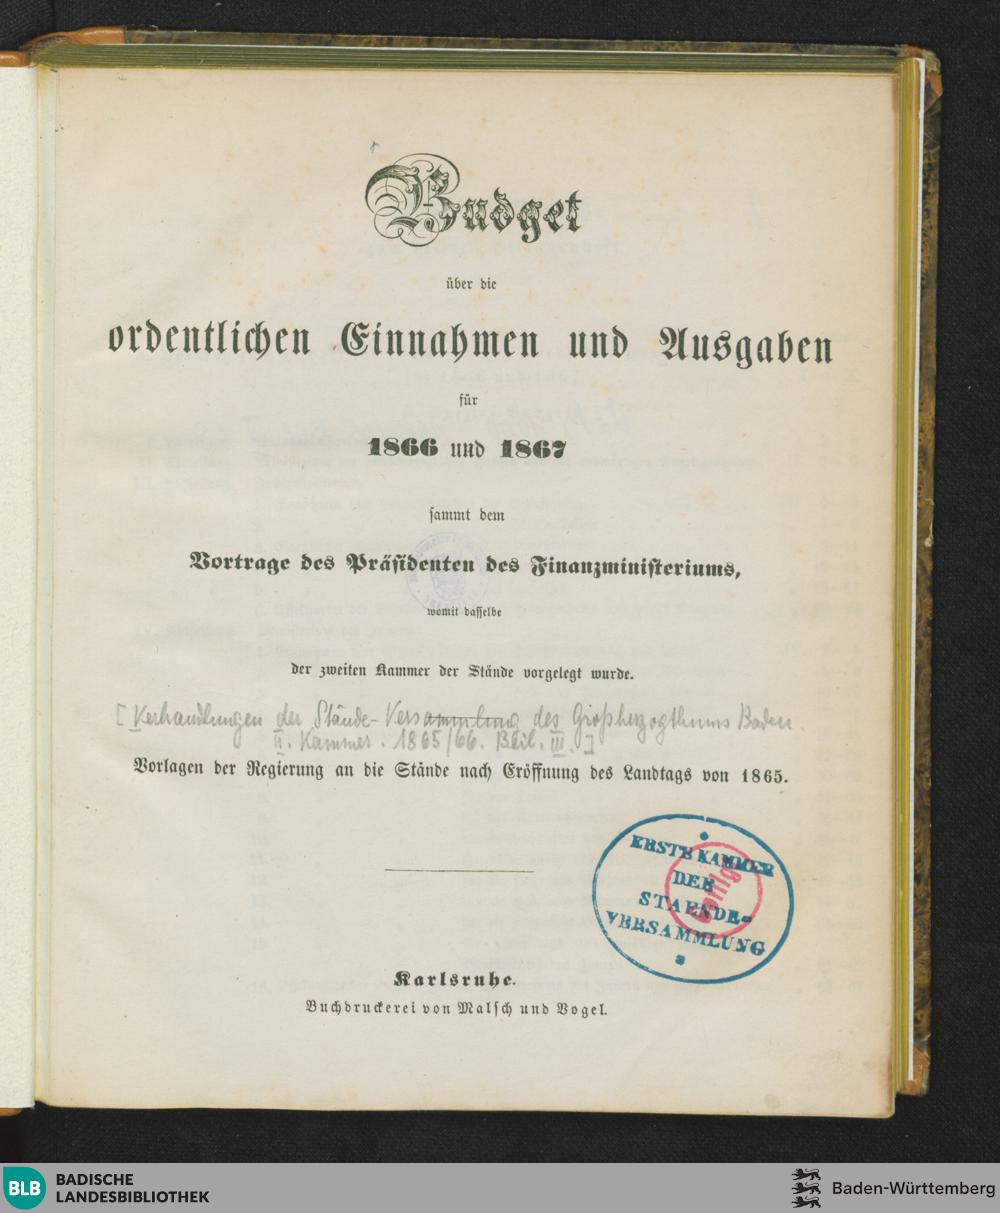 Budget
über die
ordentlichen Einnahmen und Ausgaben
für
1866 und 1867
sammt dem
Vortrage des Präsidenten des Finanzministeriums,
womit dasselbe
der zweiten Kammer der Stände vorgelegt wurde.
[Verhandlungen der Stände-Versammlung des Großherzogthums Baden.
II. Kammer. 1865/66. Beil. III.]
Vorlagen der Regierung an die Stände nach Eröffnung des Landtags von 1865.
ERSTE KAMMER
DER
STAENDE-
VERSAMMLUNG
Karlsruhe.
Buchdruckerei von Malsch und Vogel.
BLB
BADISCHE
LANDESBIBLIOTHEK
Baden-Württemberg